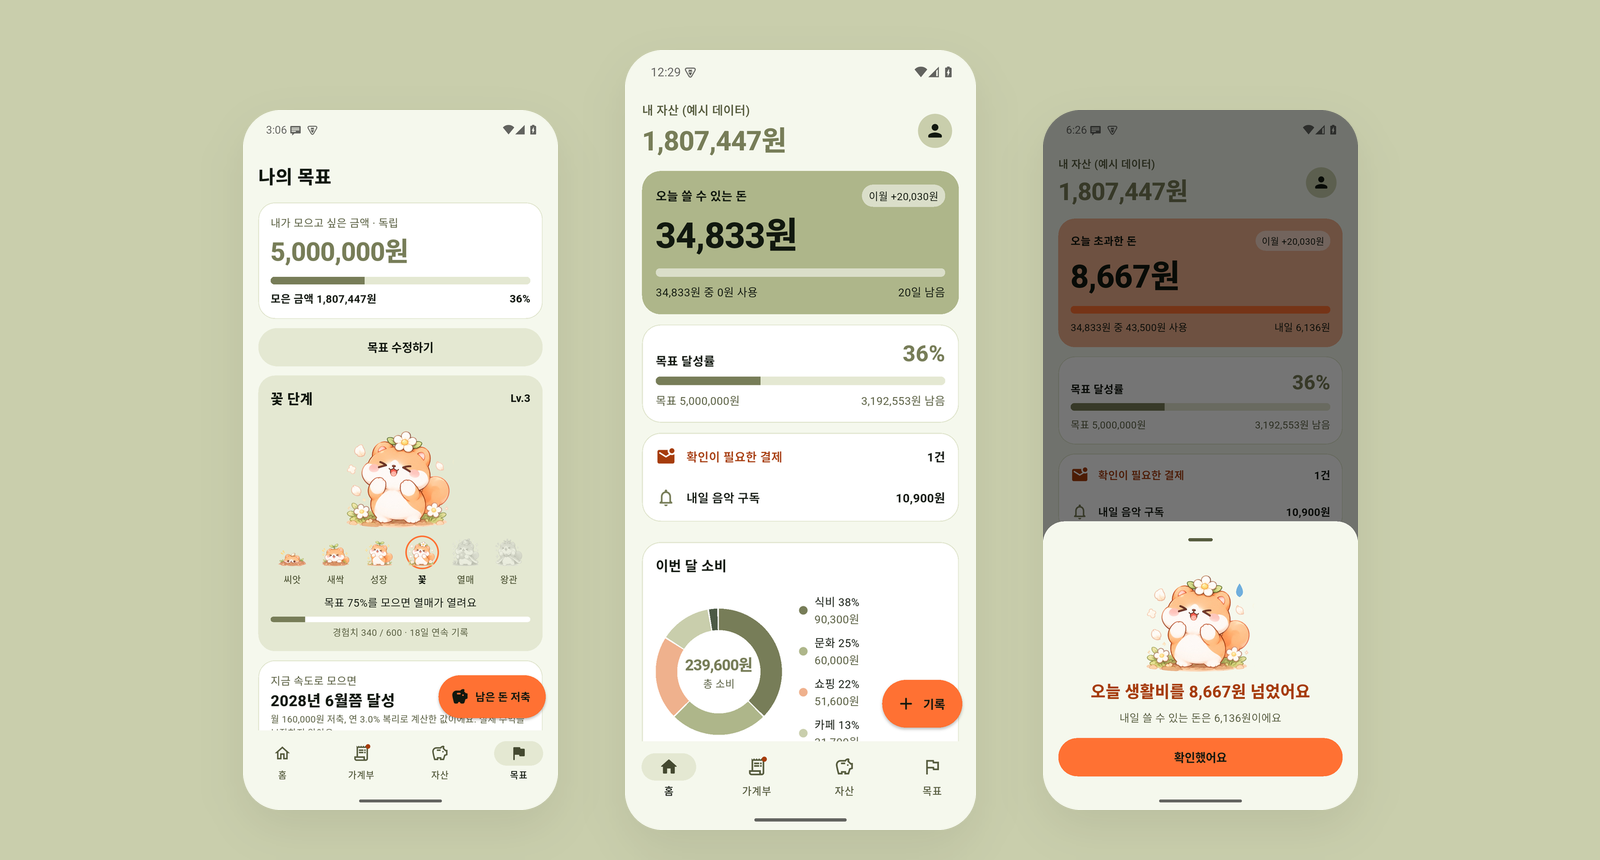 3:06
나의 목표
내가 모으고 싶은 금액 · 독립
5,000,000원
모은 금액 1,807,447원
36%
목표 수정하기
꽃 단계
Lv.3
씨앗
새싹
성장
꽃
열매
왕관
목표 75%를 모으면 열매가 열려요
경험치 340 / 600 · 18일 연속 기록
지금 속도로 모으면
2028년 6월쯤 달성
월 160,000원 저축, 연 3.0% 복리로 계산한 값이에요.
남은 돈 저축
홈
가계부
자산
목표
12:29
내 자산 (예시 데이터)
1,807,447원
오늘 쓸 수 있는 돈
이월 +20,030원
34,833원
34,833원 중 0원 사용
20일 남음
목표 달성률
36%
목표 5,000,000원
3,192,553원 남음
확인이 필요한 결제
1건
내일 음악 구독
10,900원
이번 달 소비
239,600원
총 소비
식비 38%
90,300원
문화 25%
60,000원
쇼핑 22%
51,600원
카페 13%
기록
홈
가계부
자산
목표
6:26
내 자산 (예시 데이터)
1,807,447원
오늘 초과한 돈
이월 +20,030원
8,667원
34,833원 중 43,500원 사용
내일 6,136원
목표 달성률
36%
목표 5,000,000원
3,192,553원 남음
확인이 필요한 결제
1건
내일 음악 구독
10,900원
오늘 생활비를 8,667원 넘었어요
내일 쓸 수 있는 돈은 6,136원이에요
확인했어요